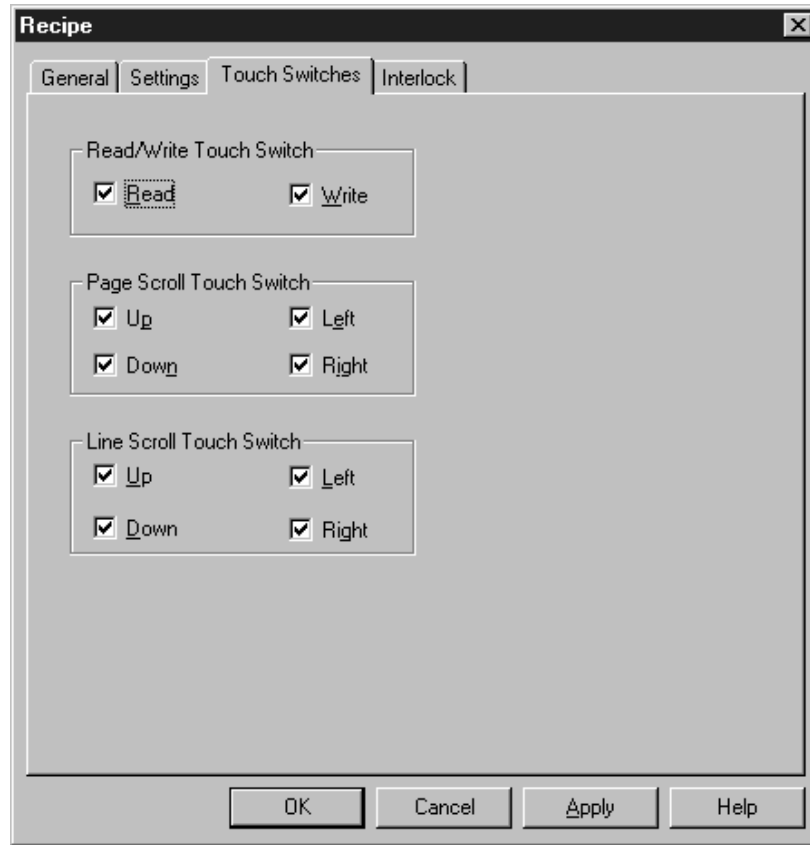 Recipe
General Settings Touch Switches Interlock
Read/Write Touch Switch
Read Write
Page Scroll Touch Switch
Up Left
Down Right
Line Scroll Touch Switch
Up Left
Down Right
OK Cancel Apply Help